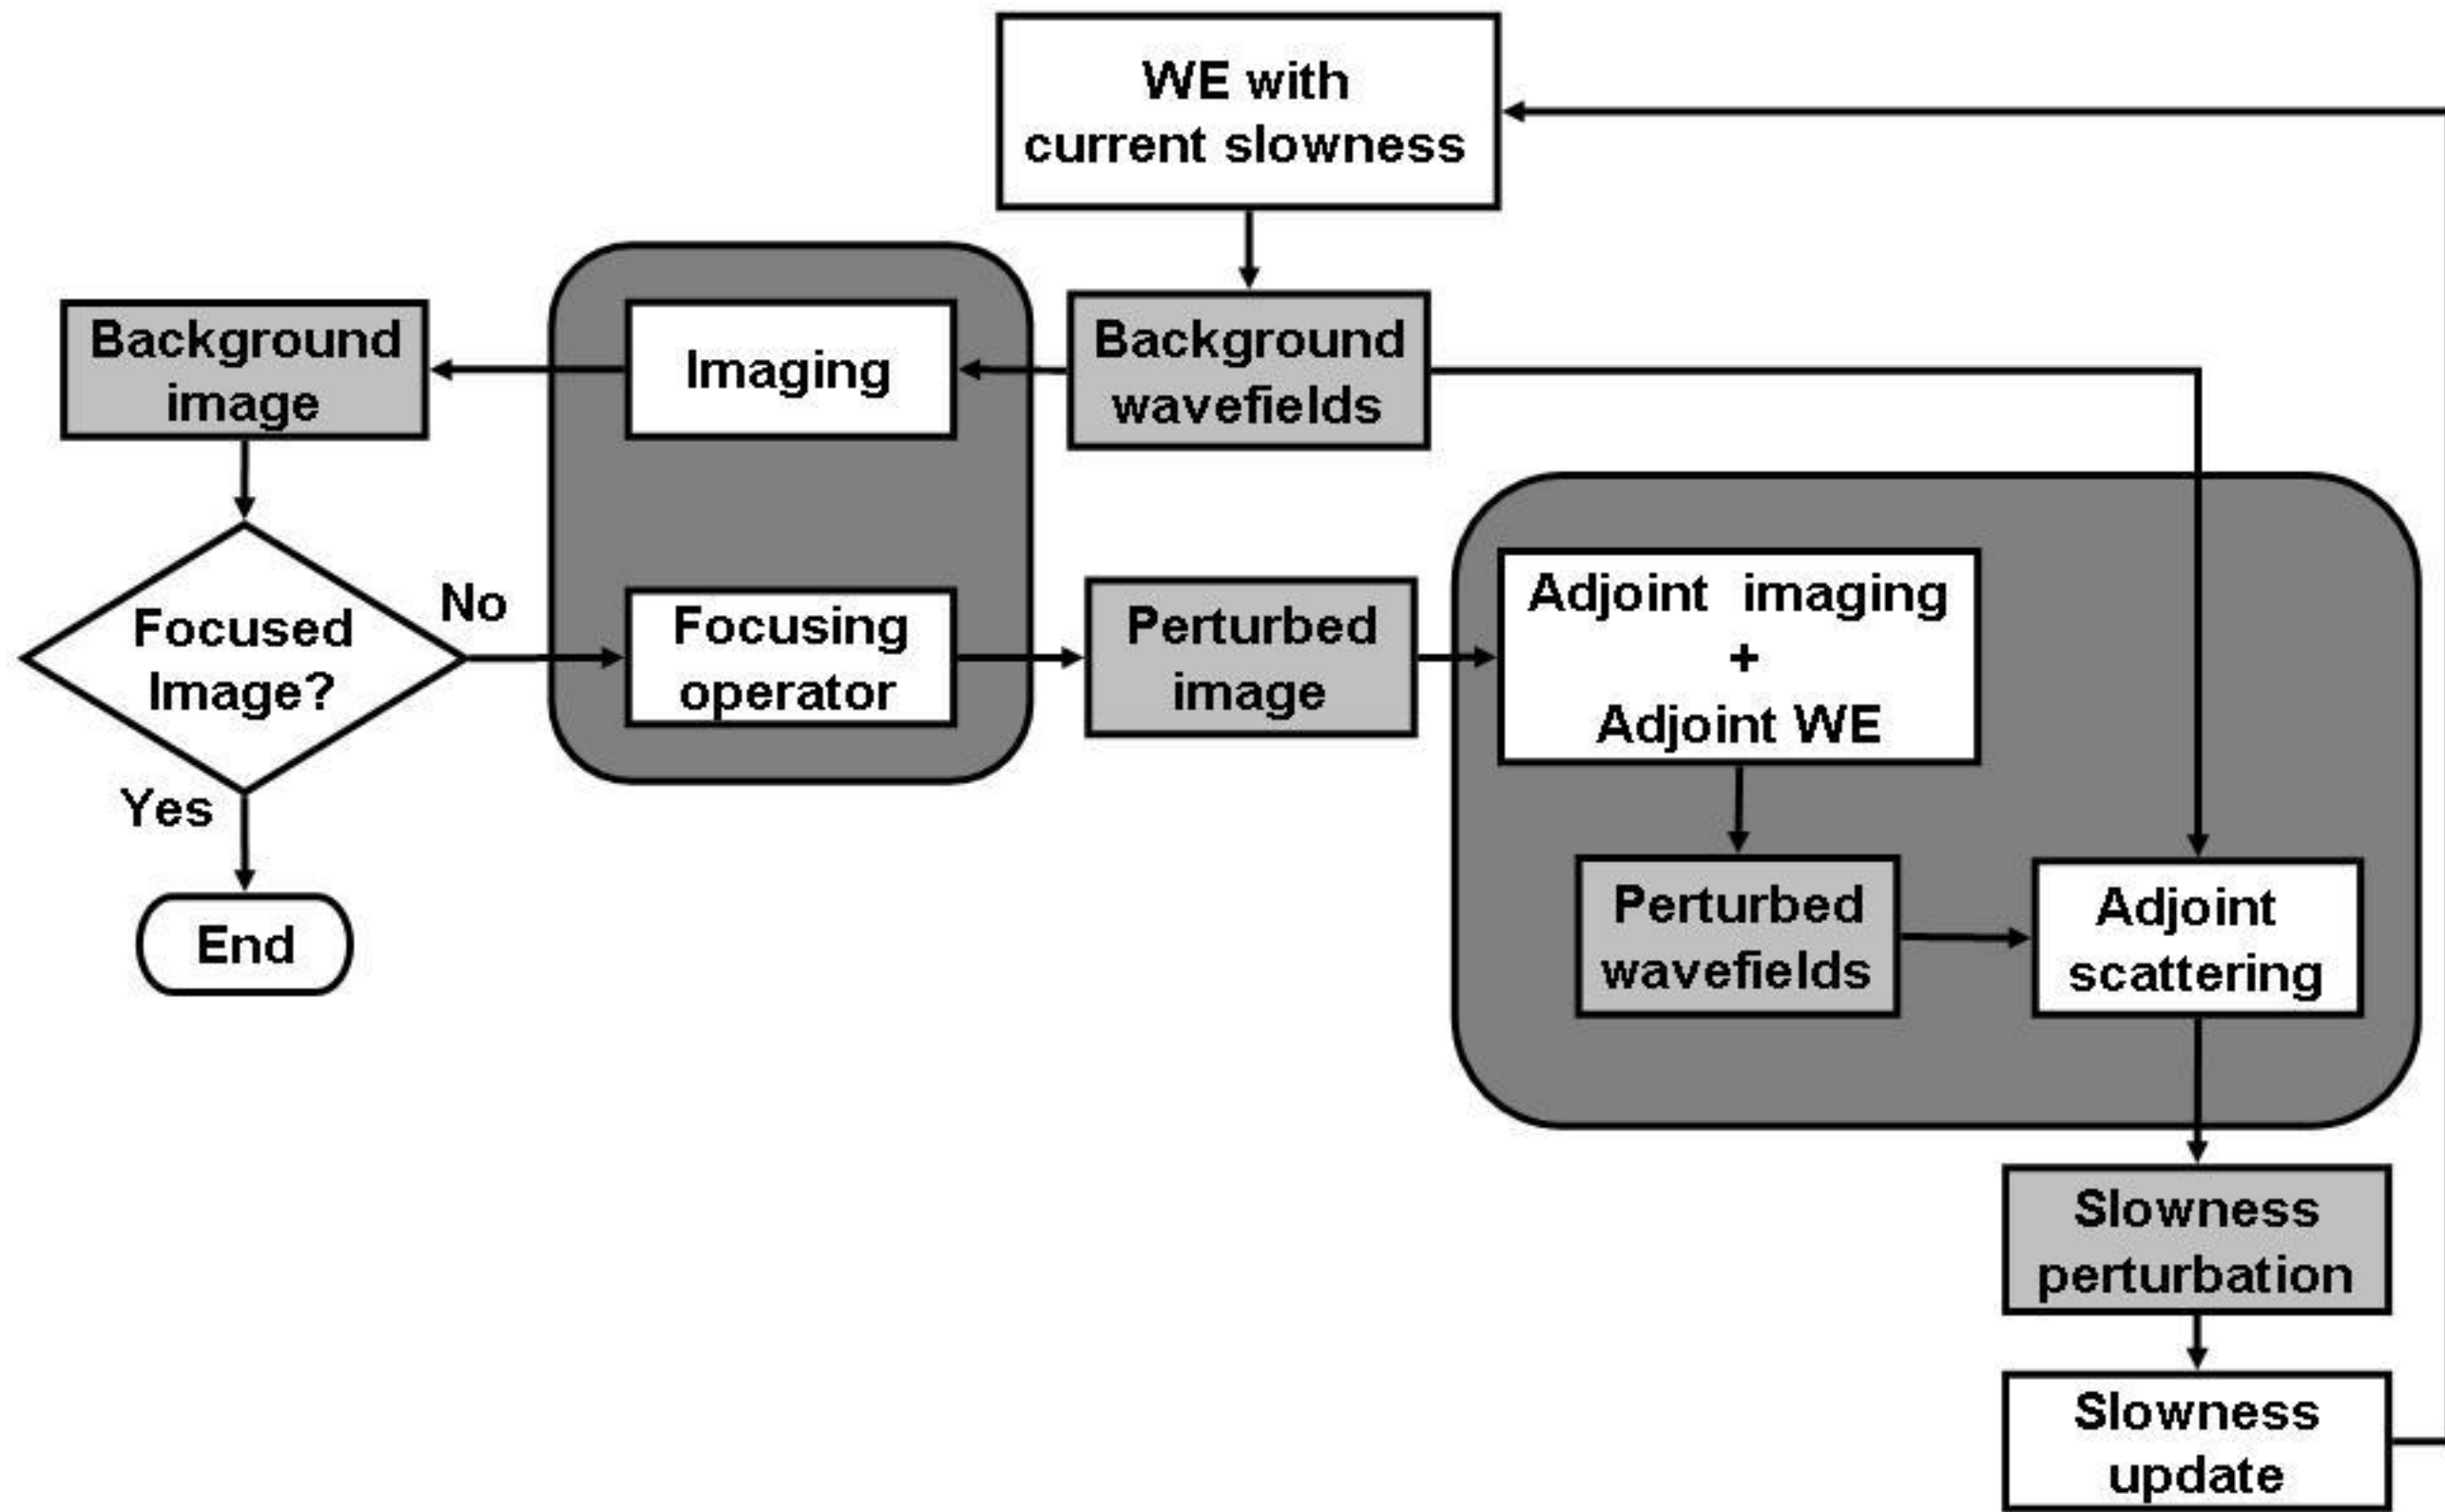 WE with
current slowness
Background
image
Imaging
Background
wavefields
Focused
Image?
No
Yes
End
Focusing
operator
Perturbed
image
Adjoint imaging
+
Adjoint WE
Perturbed
wavefields
Adjoint
scattering
Slowness
perturbation
Slowness
update